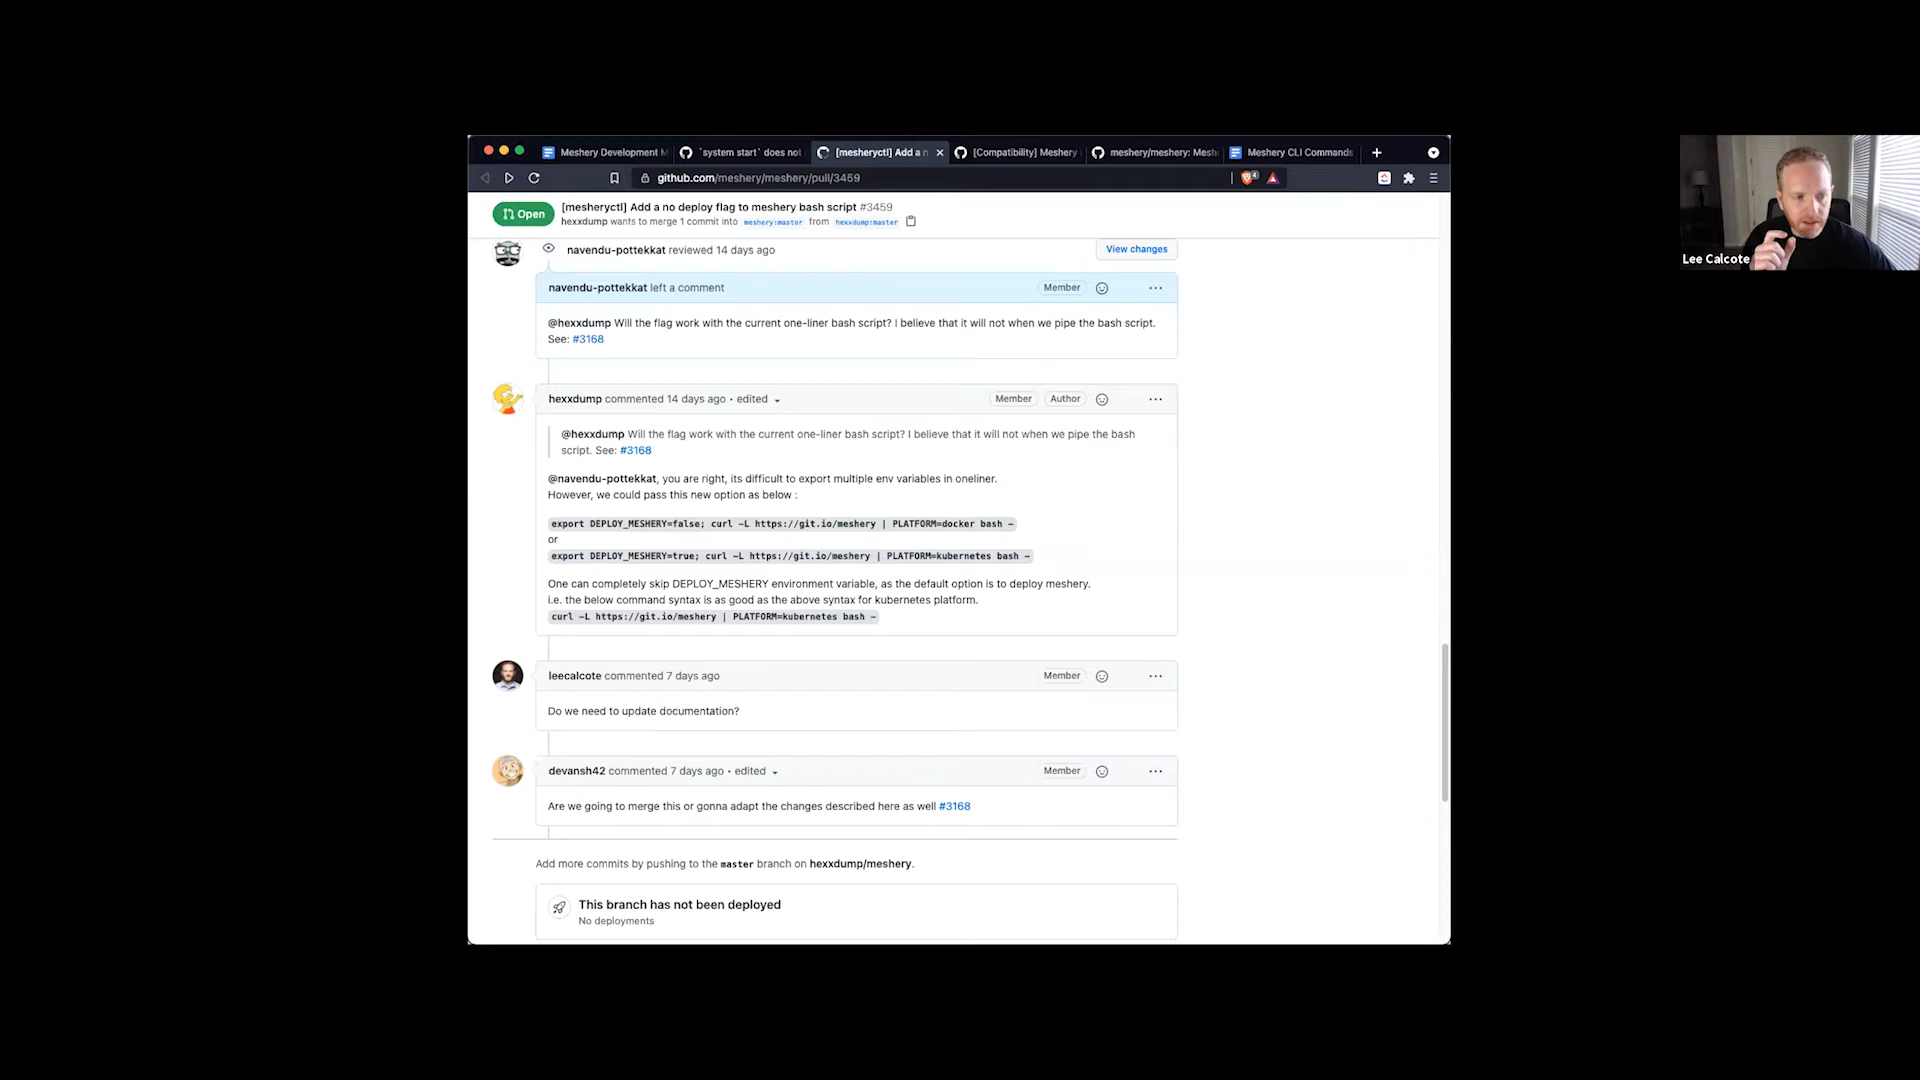 Meshery Development M
`system start` does not
[mesheryctl] Add a n
[Compatibility] Meshery
meshery/meshery: Mesh
Meshery CLI Commands
github.com/meshery/meshery/pull/3459
4
Open
[mesheryctl] Add a no deploy flag to meshery bash script #3459
hexxdump wants to merge 1 commit into meshery:master from hexxdump:master
navendu-pottekkat reviewed 14 days ago
View changes
navendu-pottekkat left a comment
Member
@hexxdump Will the flag work with the current one-liner bash script? I believe that it will not when we pipe the bash script.
See: #3168
hexxdump commented 14 days ago • edited
Member
Author
@hexxdump Will the flag work with the current one-liner bash script? I believe that it will not when we pipe the bash
script. See: #3168
@navendu-pottekkat, you are right, its difficult to export multiple env variables in oneliner.
However, we could pass this new option as below :
export DEPLOY_MESHERY=false; curl -L https://git.io/meshery | PLATFORM=docker bash -
or
export DEPLOY_MESHERY=true; curl -L https://git.io/meshery | PLATFORM=kubernetes bash -
One can completely skip DEPLOY_MESHERY environment variable, as the default option is to deploy meshery.
i.e. the below command syntax is as good as the above syntax for kubernetes platform.
curl -L https://git.io/meshery | PLATFORM=kubernetes bash -
leecalcote commented 7 days ago
Member
Do we need to update documentation?
devansh42 commented 7 days ago • edited
Member
Are we going to merge this or gonna adapt the changes described here as well #3168
Add more commits by pushing to the master branch on hexxdump/meshery.
This branch has not been deployed
No deployments
Lee Calcote